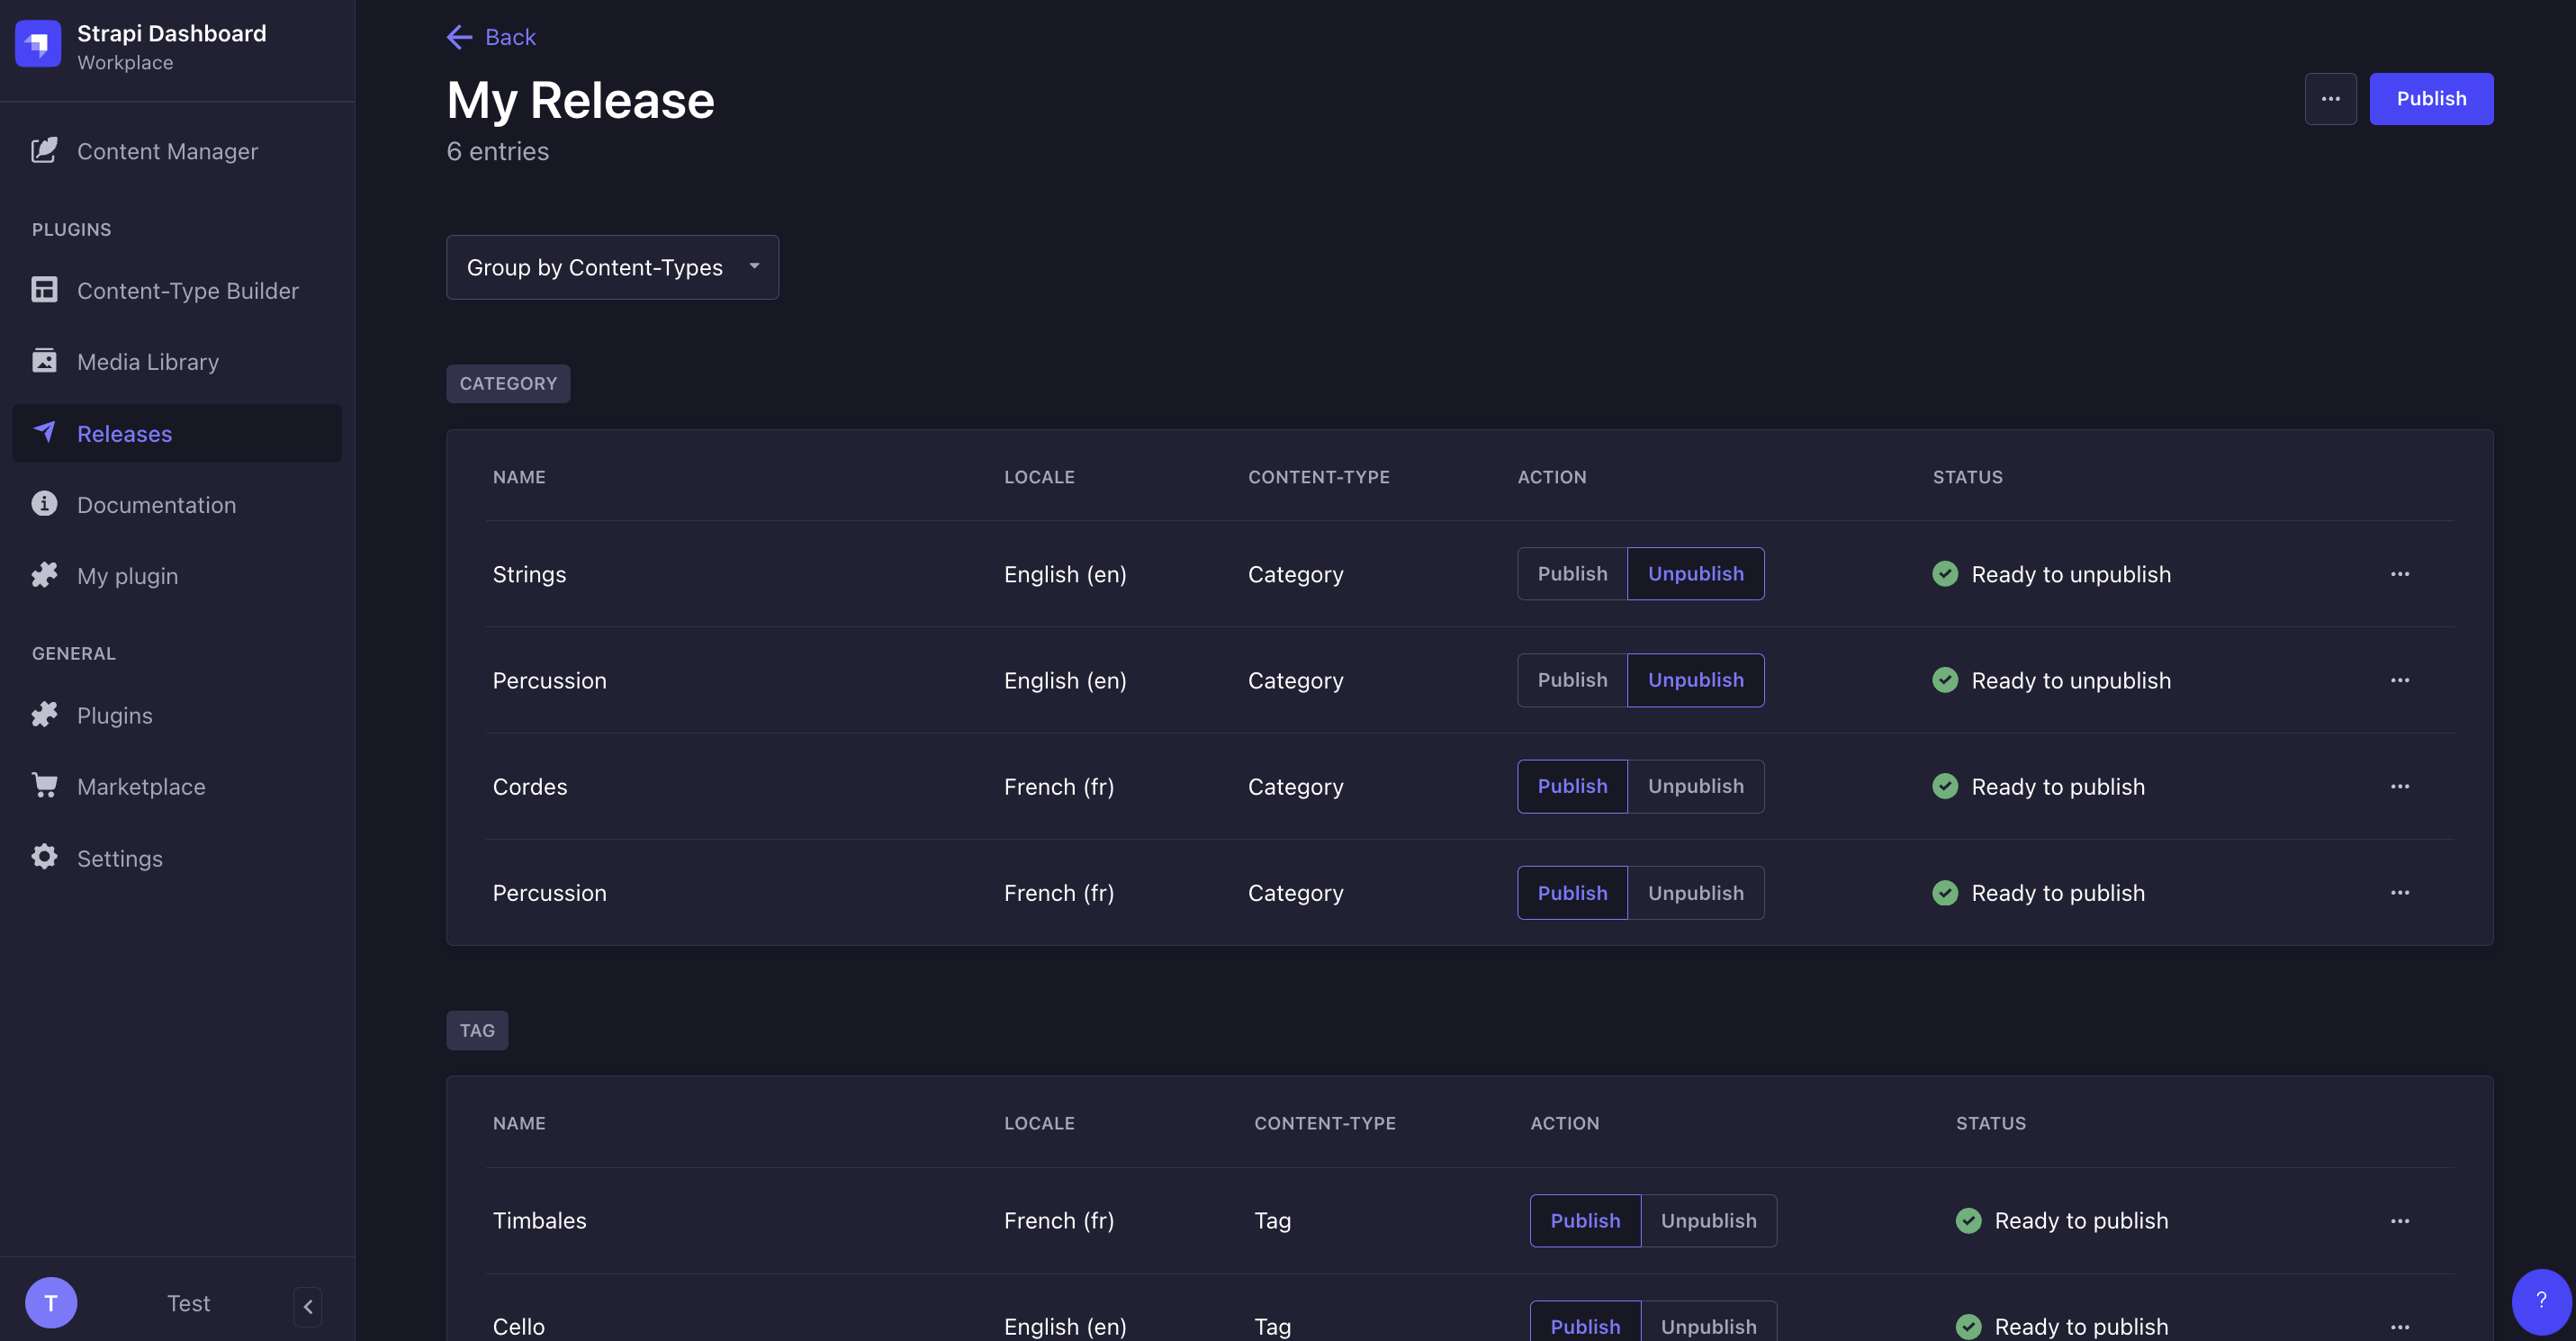 Strapi Dashboard
Workplace
Content Manager
PLUGINS
Content-Type Builder
Media Library
Releases
Documentation
My plugin
GENERAL
Plugins
Marketplace
Settings
T Test
Back
My Release
6 entries
Publish
Group by Content-Types
CATEGORY
NAME LOCALE CONTENT-TYPE ACTION STATUS
Strings English (en) Category Publish Unpublish Ready to unpublish
Percussion English (en) Category Publish Unpublish Ready to unpublish
Cordes French (fr) Category Publish Unpublish Ready to publish
Percussion French (fr) Category Publish Unpublish Ready to publish
TAG
NAME LOCALE CONTENT-TYPE ACTION STATUS
Timbales French (fr) Tag Publish Unpublish Ready to publish
Cello English (en) Tag Publish Unpublish Ready to publish
?